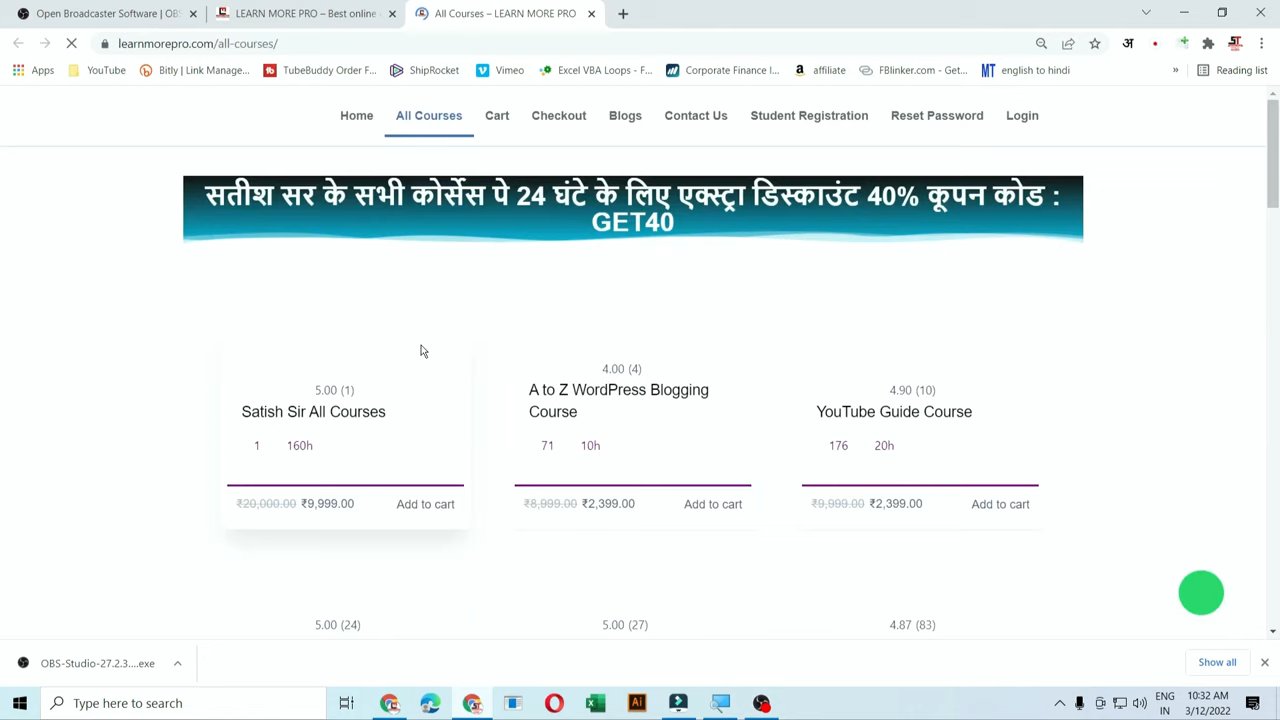 Open Broadcaster Software | OBS
LEARN MORE PRO – Best online
All Courses – LEARN MORE PRO
learnmorepro.com/all-courses/
अ
Apps
YouTube
Bitly | Link Manage...
TubeBuddy Order F...
ShipRocket
Vimeo
Excel VBA Loops - F...
Corporate Finance I...
affiliate
FBlinker.com - Get...
MT english to hindi
»
Reading list
Home
All Courses
Cart
Checkout
Blogs
Contact Us
Student Registration
Reset Password
Login
सतीश सर के सभी कोर्सेस पे 24 घंटे के लिए एक्स्ट्रा डिस्काउंट 40% कूपन कोड :
GET40
5.00 (1)
Satish Sir All Courses
1 160h
₹20,000.00 ₹9,999.00 Add to cart
4.00 (4)
A to Z WordPress Blogging
Course
71 10h
₹8,999.00 ₹2,399.00 Add to cart
4.90 (10)
YouTube Guide Course
176 20h
₹9,999.00 ₹2,399.00 Add to cart
5.00 (24)
5.00 (27)
4.87 (83)
OBS-Studio-27.2.3....exe
Show all
Type here to search
Ai
ENG
IN
10:32 AM
3/12/2022